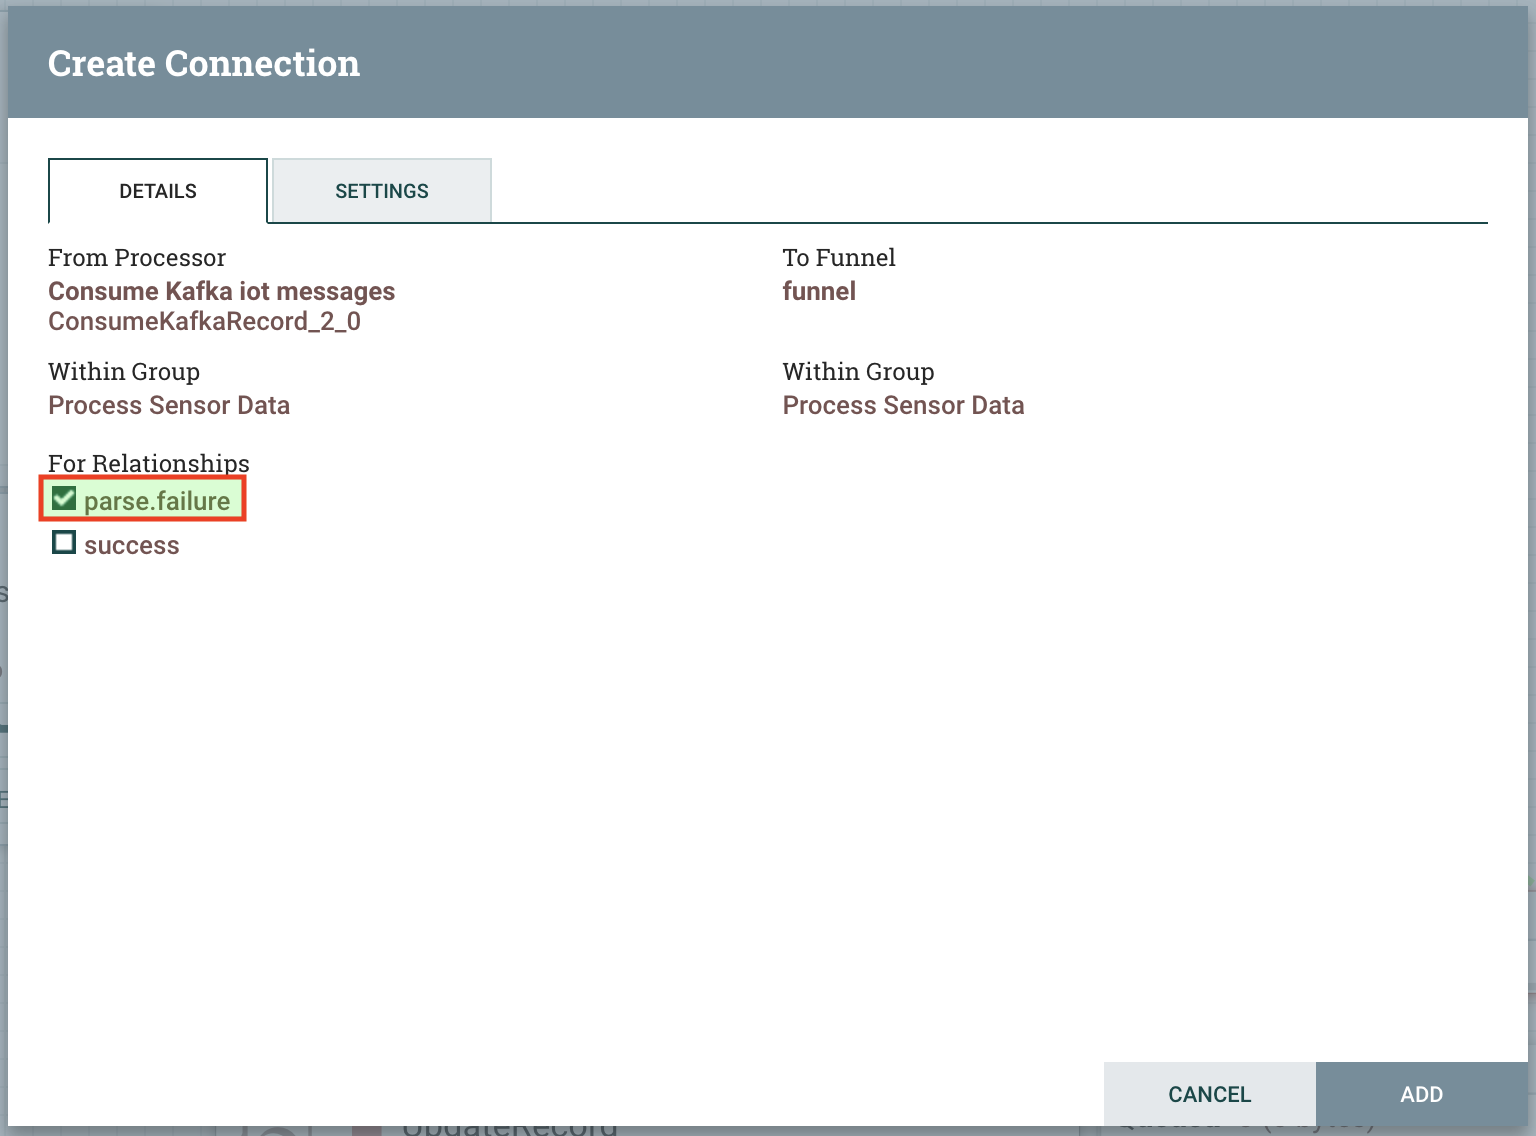 Create Connection
DETAILS
SETTINGS
From Processor
Consume Kafka iot messages
ConsumeKafkaRecord_2_0
To Funnel
funnel
Within Group
Process Sensor Data
Within Group
Process Sensor Data
For Relationships
parse.failure
success
CANCEL
ADD
UpdateRecord